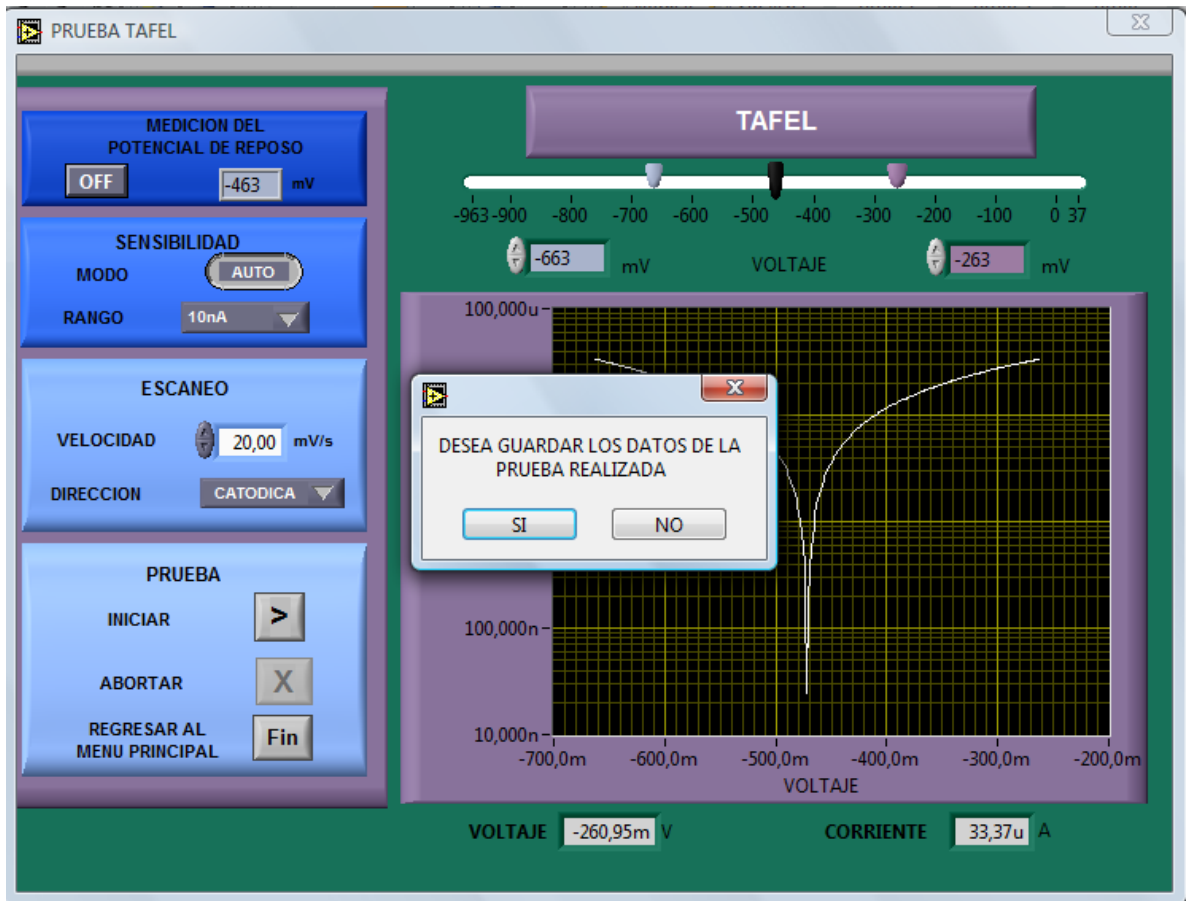 PRUEBA TAFEL
MEDICION DEL
POTENCIAL DE REPOSO
OFF -463 mV
SENSIBILIDAD
MODO AUTO
RANGO 10nA
ESCANEO
VELOCIDAD 20,00 mV/s
DIRECCION CATODICA
PRUEBA
INICIAR >
ABORTAR X
REGRESAR AL
MENU PRINCIPAL Fin
TAFEL
-963 -900 -800 -700 -600 -500 -400 -300 -200 -100 0 37
-663 mV VOLTAJE -263 mV
100,000u
100,000n
10,000n
-700,0m -600,0m -500,0m -400,0m -300,0m -200,0m
VOLTAJE
VOLTAJE -260,95m V CORRIENTE 33,37u A
DESEA GUARDAR LOS DATOS DE LA
PRUEBA REALIZADA
SI NO